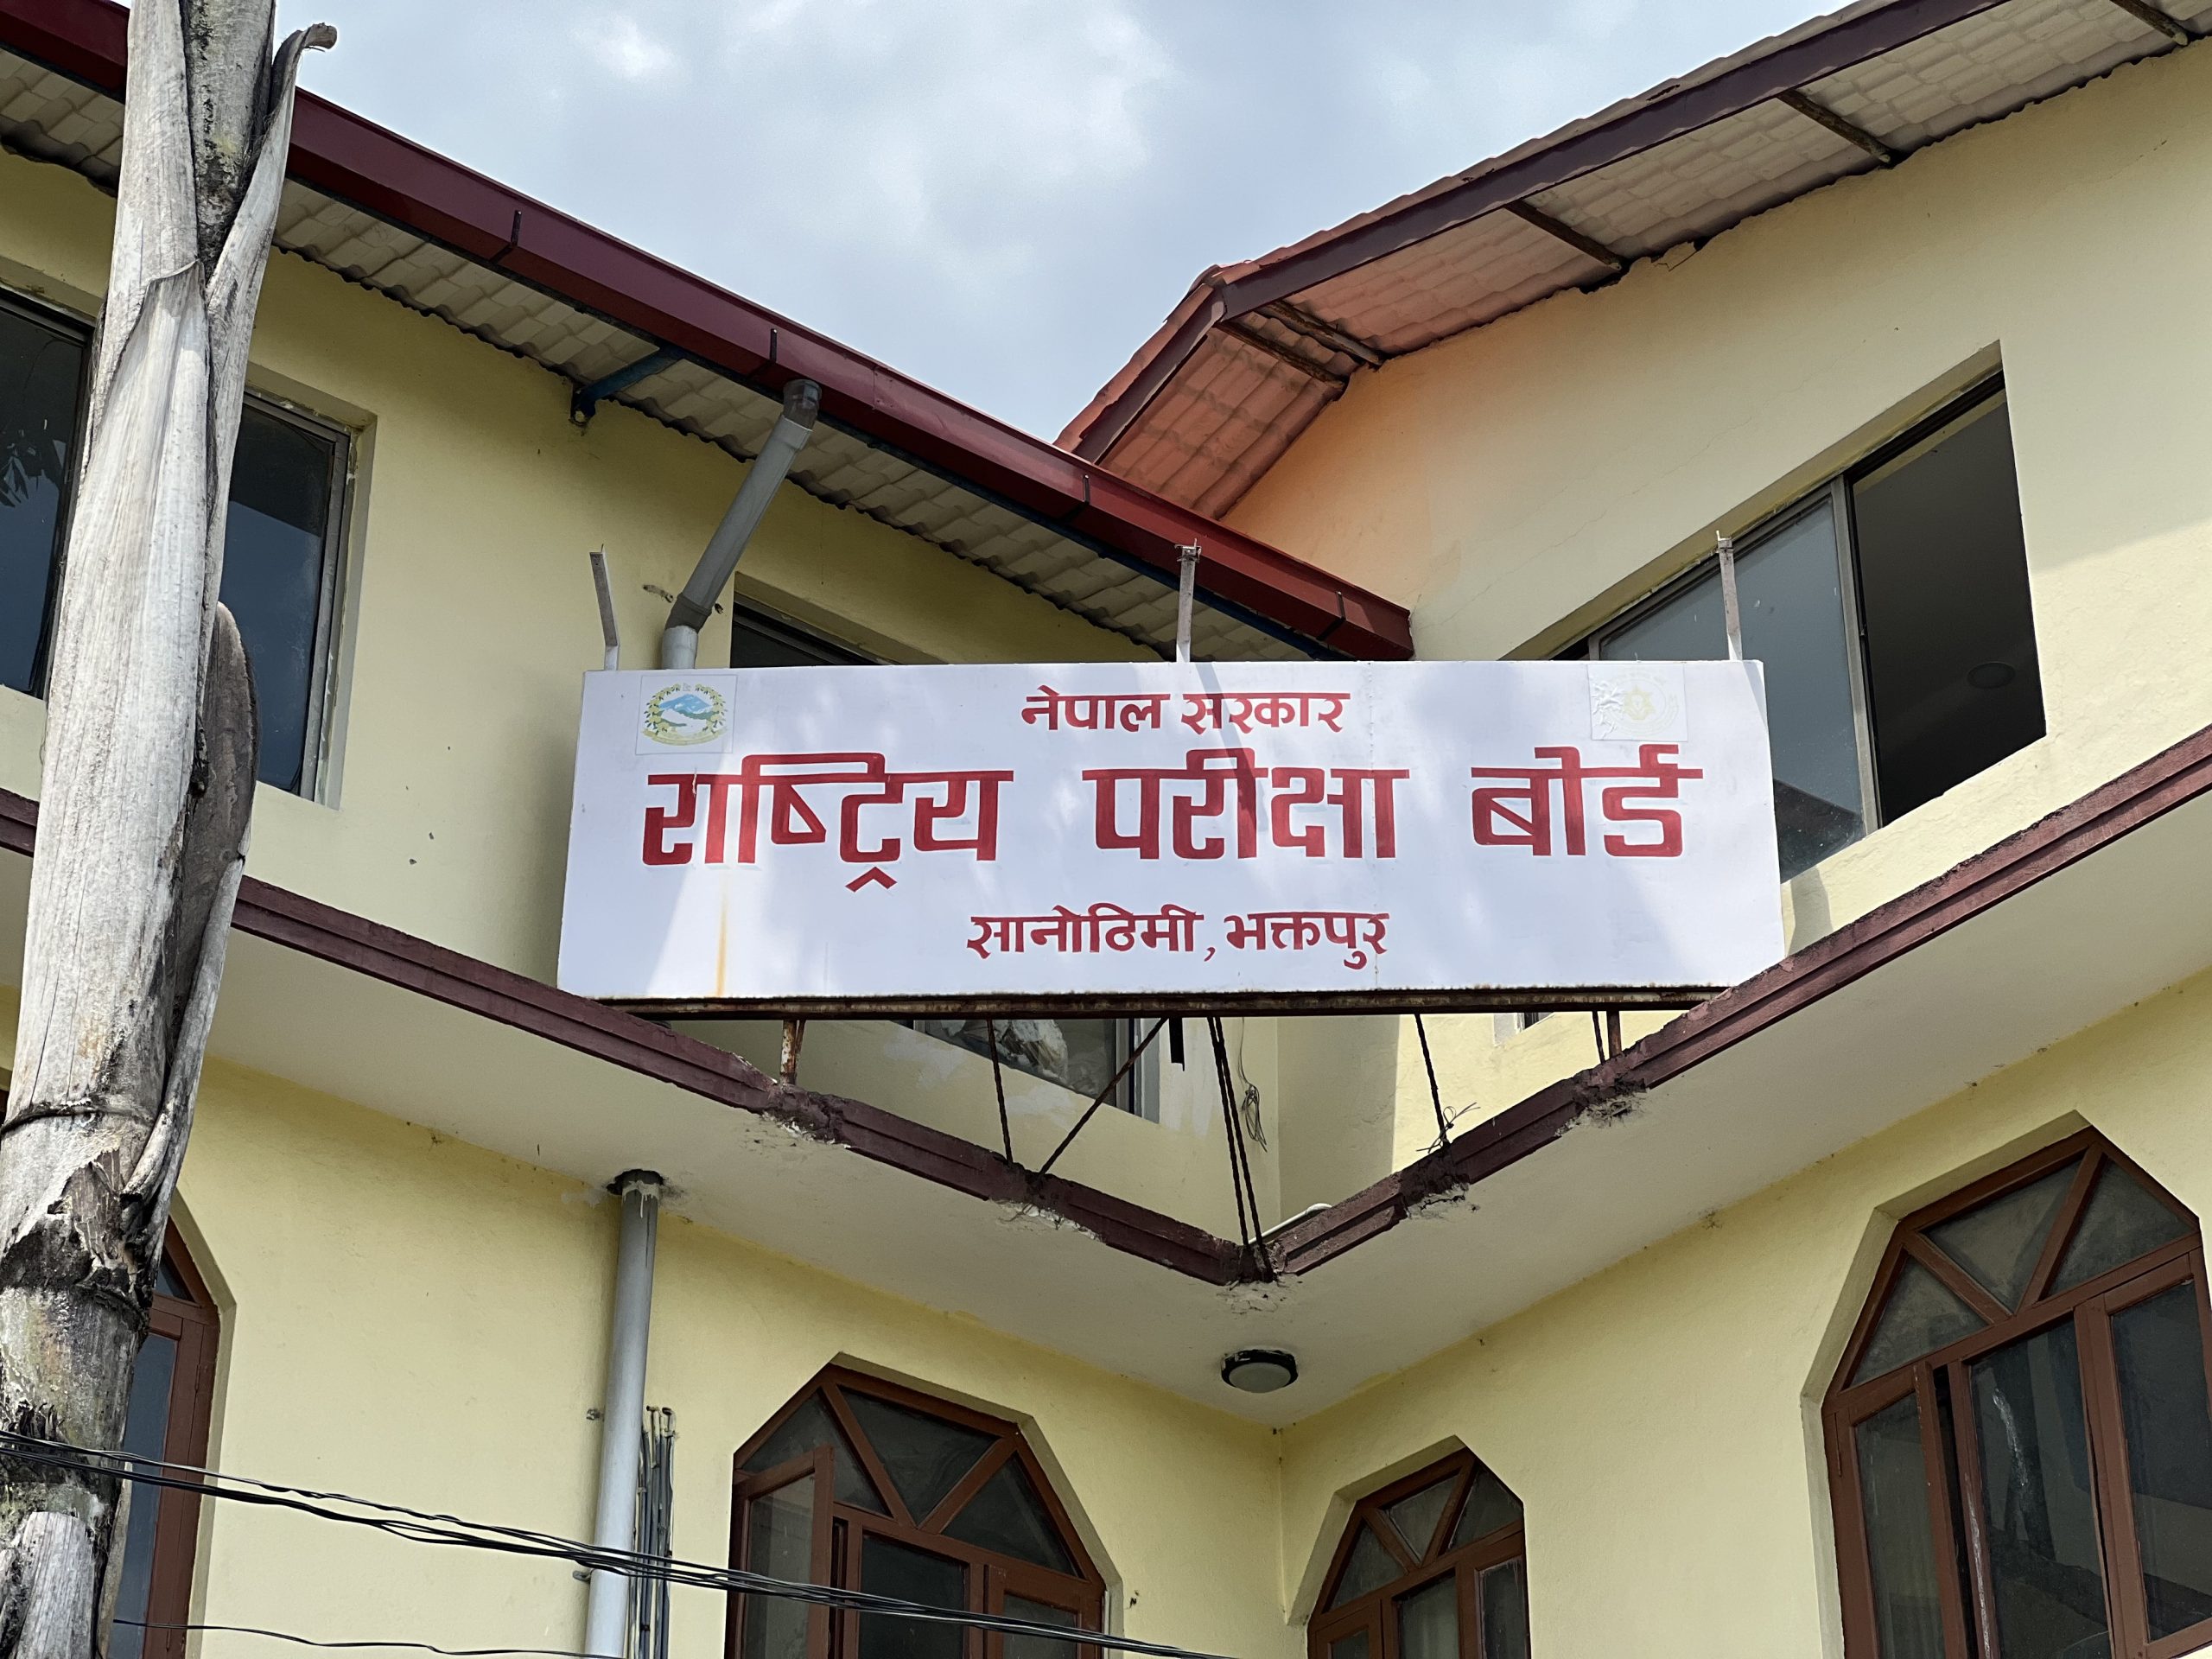 नेपाल सरकार
राष्ट्रिय परीक्षा बोर्ड
सानोठिमी, भक्तपुर